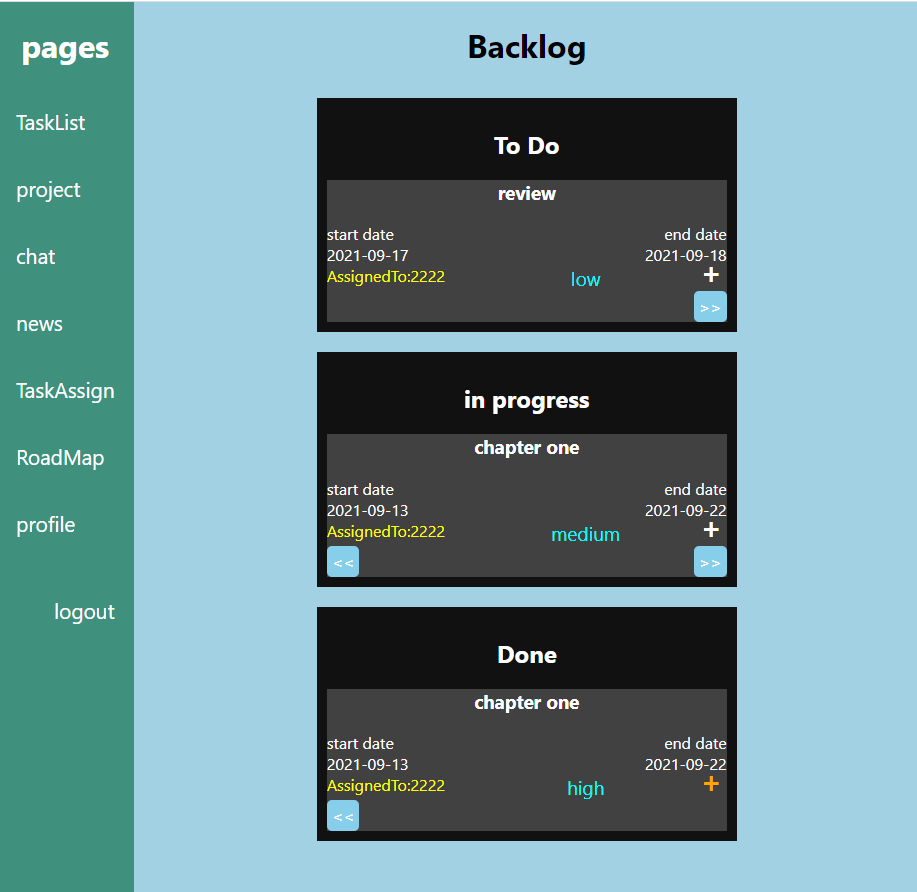 pages
TaskList
project
chat
news
TaskAssign
RoadMap
profile
logout
Backlog
To Do
review
start date end date
2021-09-17 2021-09-18
AssignedTo:2222 low +
>>
in progress
chapter one
start date end date
2021-09-13 2021-09-22
AssignedTo:2222 medium +
<< >>
Done
chapter one
start date end date
2021-09-13 2021-09-22
AssignedTo:2222 high +
<<